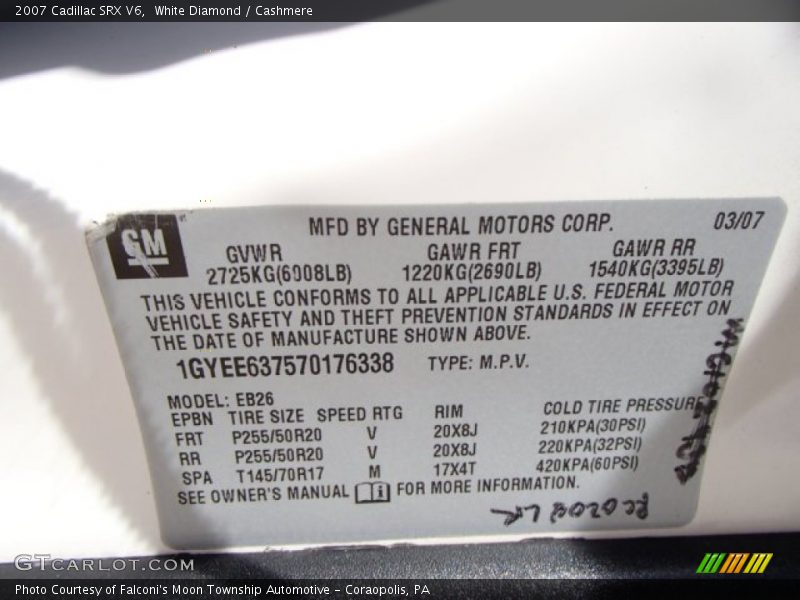 2007 Cadillac SRX V6,  White Diamond / Cashmere
GM
MFD BY GENERAL MOTORS CORP.
03/07
GVWR GAWR FRT GAWR RR
2725KG(6008LB) 1220KG(2690LB) 1540KG(3395LB)
THIS VEHICLE CONFORMS TO ALL APPLICABLE U.S. FEDERAL MOTOR
VEHICLE SAFETY AND THEFT PREVENTION STANDARDS IN EFFECT ON
THE DATE OF MANUFACTURE SHOWN ABOVE.
1GYEE637570176338 TYPE: M.P.V.
MODEL: EB26
EPBN TIRE SIZE SPEED RTG RIM COLD TIRE PRESSURE
FRT P255/50R20 V 20X8J 210KPA(30PSI)
RR P255/50R20 V 20X8J 220KPA(32PSI)
SPA T145/70R17 M 17X4T 420KPA(60PSI)
SEE OWNER'S MANUAL i FOR MORE INFORMATION.
GTCARLOT.COM
Photo Courtesy of Falconi's Moon Township Automotive - Coraopolis, PA